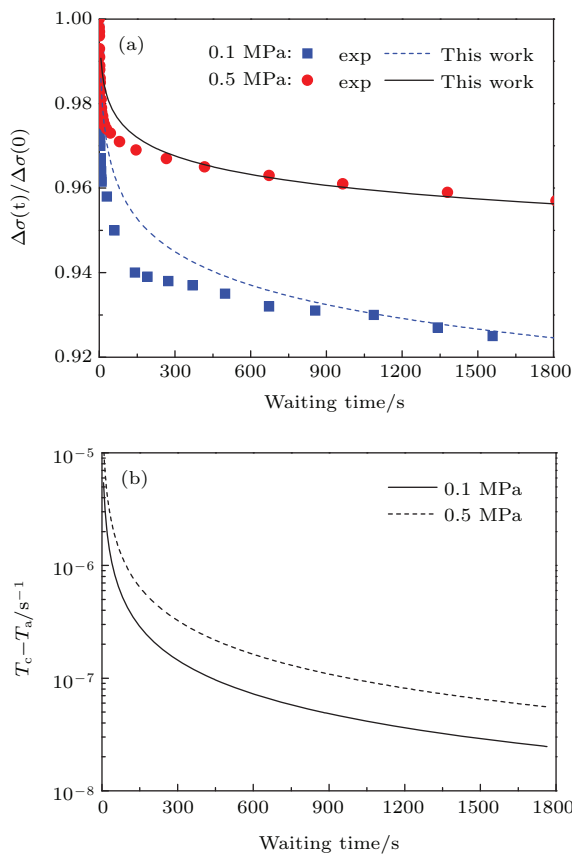 (a)
0.1 MPa: exp This work
0.5 MPa: exp This work
1.00
0.98
0.96
0.94
0.92
Δσ(t)/Δσ(0)
0 300 600 900 1200 1500 1800
Waiting time/s
(b)
0.1 MPa
0.5 MPa
10⁻⁵
10⁻⁶
10⁻⁷
10⁻⁸
Tc−Ta/s⁻¹
0 300 600 900 1200 1500 1800
Waiting time/s